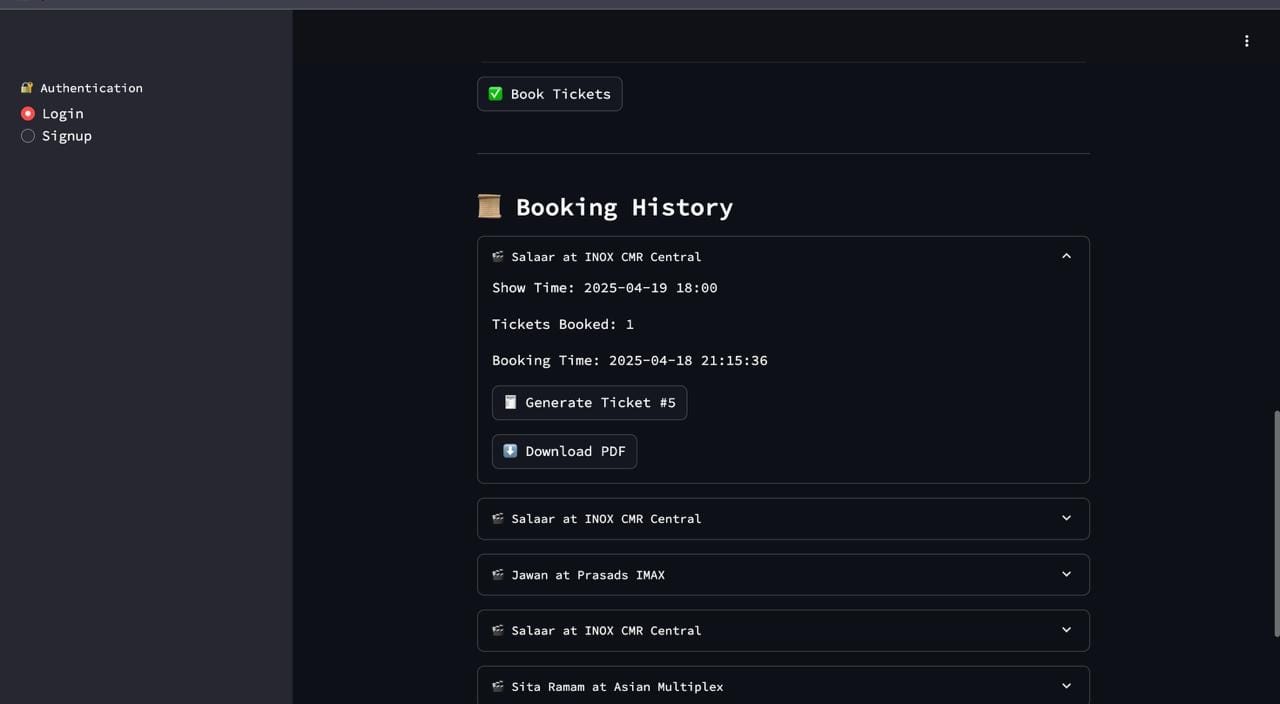 Authentication
Login
Signup
Book Tickets
Booking History
Salaar at INOX CMR Central
Show Time: 2025-04-19 18:00
Tickets Booked: 1
Booking Time: 2025-04-18 21:15:36
Generate Ticket #5
Download PDF
Salaar at INOX CMR Central
Jawan at Prasads IMAX
Salaar at INOX CMR Central
Sita Ramam at Asian Multiplex